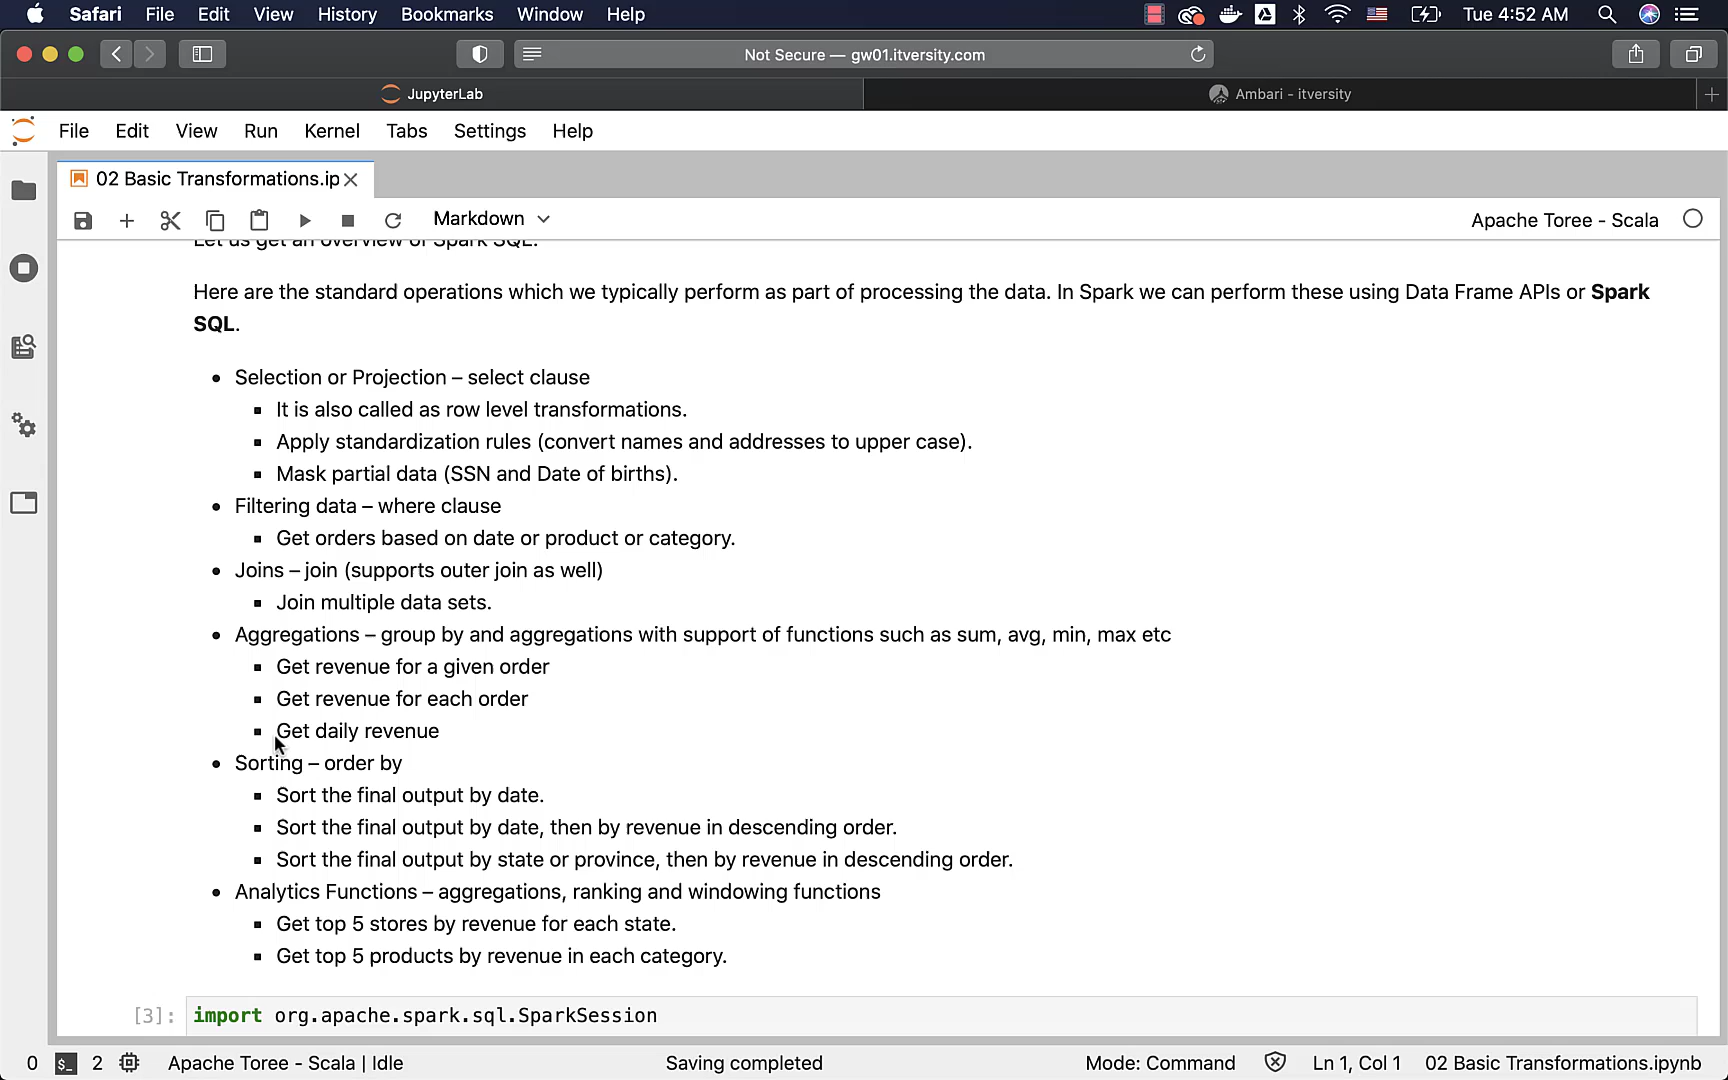 Safari File Edit View History Bookmarks Window Help Tue 4:52 AM
Not Secure — gw01.itversity.com
JupyterLab Ambari - itversity
File Edit View Run Kernel Tabs Settings Help
02 Basic Transformations.ip
Markdown Apache Toree - Scala
Let us get an overview of Spark SQL.
Here are the standard operations which we typically perform as part of processing the data. In Spark we can perform these using Data Frame APIs or Spark
SQL.
• Selection or Projection – select clause
▪ It is also called as row level transformations.
▪ Apply standardization rules (convert names and addresses to upper case).
▪ Mask partial data (SSN and Date of births).
• Filtering data – where clause
▪ Get orders based on date or product or category.
• Joins – join (supports outer join as well)
▪ Join multiple data sets.
• Aggregations – group by and aggregations with support of functions such as sum, avg, min, max etc
▪ Get revenue for a given order
▪ Get revenue for each order
▪ Get daily revenue
• Sorting – order by
▪ Sort the final output by date.
▪ Sort the final output by date, then by revenue in descending order.
▪ Sort the final output by state or province, then by revenue in descending order.
• Analytics Functions – aggregations, ranking and windowing functions
▪ Get top 5 stores by revenue for each state.
▪ Get top 5 products by revenue in each category.
[3]: import org.apache.spark.sql.SparkSession
0 $_ 2 Apache Toree - Scala | Idle Saving completed Mode: Command Ln 1, Col 1 02 Basic Transformations.ipynb